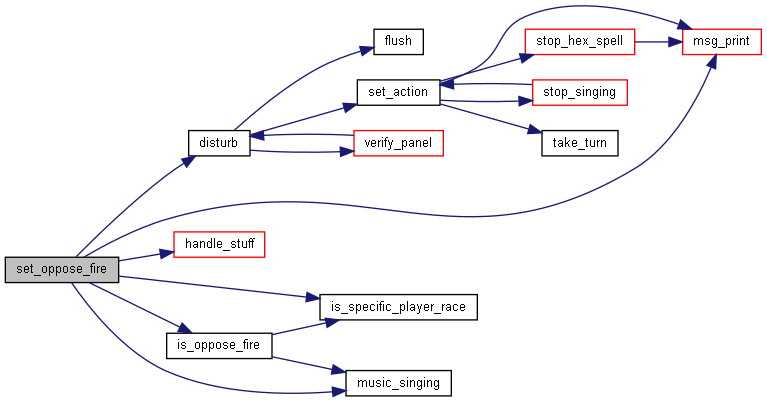 flush
stop_hex_spell
msg_print
set_action
stop_singing
disturb
verify_panel
take_turn
handle_stuff
set_oppose_fire
is_specific_player_race
is_oppose_fire
music_singing